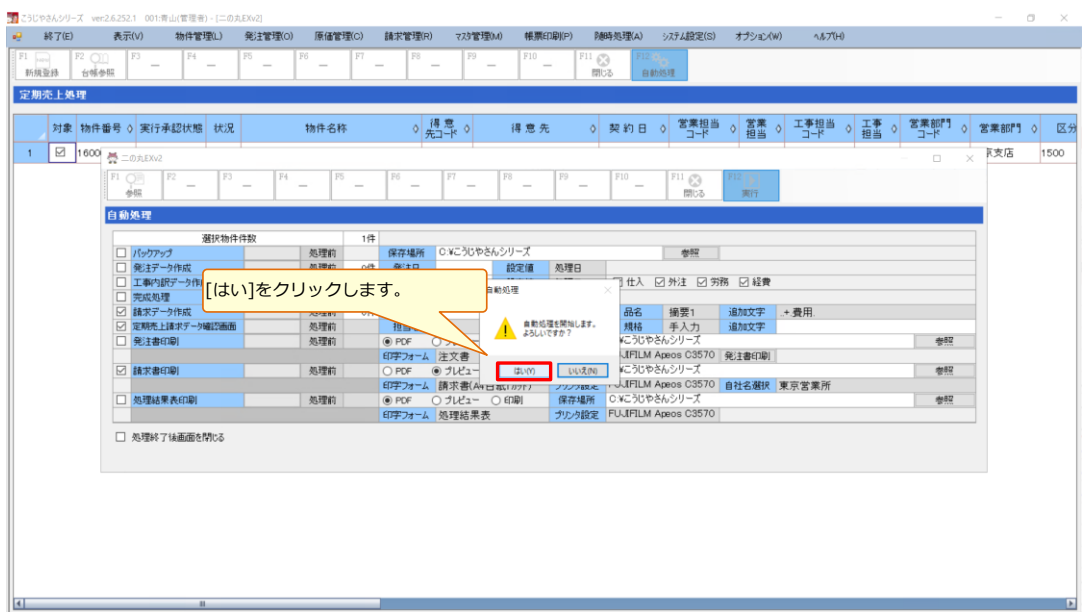 こうじやさんシリーズ ver.2.6.252.1 001:青山(管理者) - [二の丸EXv2]
終了(E) 表示(V) 物件管理(L) 発注管理(O) 原価管理(C) 請求管理(R) マスタ管理(M) 帳票印刷(P) 随時処理(A) システム設定(S) オプション(W) ヘルプ(H)
F1 F2 F3 F4 F5 F6 F7 F8 F9 F10 F11 F12
新規登録 台帳参照 閉じる 自動処理
定期売上処理
対象 物件番号 実行承認状態 状況 物件名称 得意先コード 得意先 契約日 営業担当コード 営業担当 工事担当コード 工事担当 営業部門コード 営業部門 区分
1 1600 京支店 1500
二の丸EXv2
F1 F2 F3 F4 F5 F6 F7 F8 F9 F10 F11 F12
参照 閉じる 実行
自動処理
選択物件件数 1件
バックアップ 処理前 保存場所 C:¥こうじやさんシリーズ 参照
発注データ作成 処理前 0件 発注日 設定値 処理日
工事内訳データ作 仕入 外注 労務 経費
完成処理
請求データ作成 品名 摘要1 追加文字 .+.費用.
定期売上請求データ確認画面 処理前 担当 規格 手入力 追加文字
発注書印刷 処理前 PDF こうじやさんシリーズ 参照
印字フォーム 注文書 FUJIFILM Apeos C3570 発注書印刷
請求書印刷 処理前 PDF プレビュー こうじやさんシリーズ 参照
印字フォーム プリンタ設定 FUJIFILM Apeos C3570 自社名選択 東京営業所
処理結果表印刷 処理前 PDF プレビュー 印刷 保存場所 C:¥こうじやさんシリーズ 参照
印字フォーム 処理結果表 プリンタ設定 FUJIFILM Apeos C3570
処理終了後画面を閉じる
[はい]をクリックします。
自動処理
自動処理を開始します。
よろしいですか?
はい(Y) いいえ(N)